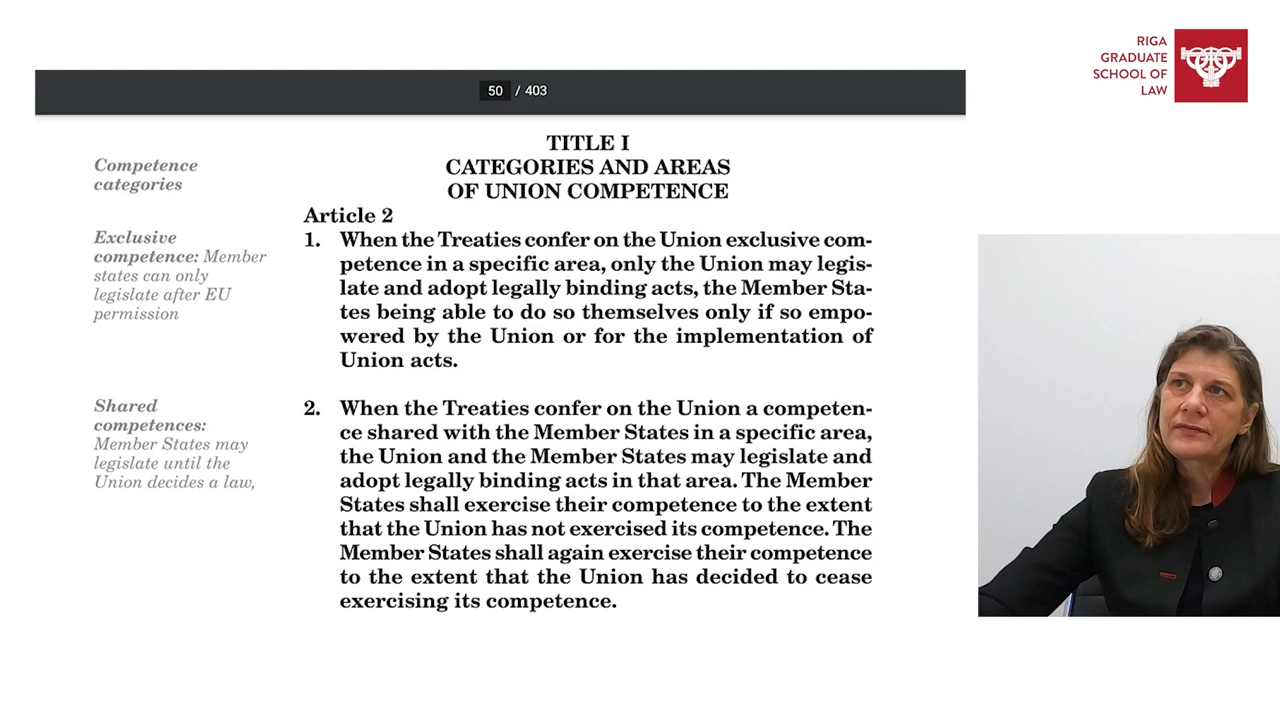 RIGA
GRADUATE
SCHOOL OF
LAW
50 / 403
TITLE I
CATEGORIES AND AREAS
OF UNION COMPETENCE
Competence
categories
Article 2
Exclusive
competence: Member
states can only
legislate after EU
permission
1. When the Treaties confer on the Union exclusive com-
petence in a specific area, only the Union may legis-
late and adopt legally binding acts, the Member Sta-
tes being able to do so themselves only if so empo-
wered by the Union or for the implementation of
Union acts.
Shared
competences:
Member States may
legislate until the
Union decides a law,
2. When the Treaties confer on the Union a competen-
ce shared with the Member States in a specific area,
the Union and the Member States may legislate and
adopt legally binding acts in that area. The Member
States shall exercise their competence to the extent
that the Union has not exercised its competence. The
Member States shall again exercise their competence
to the extent that the Union has decided to cease
exercising its competence.